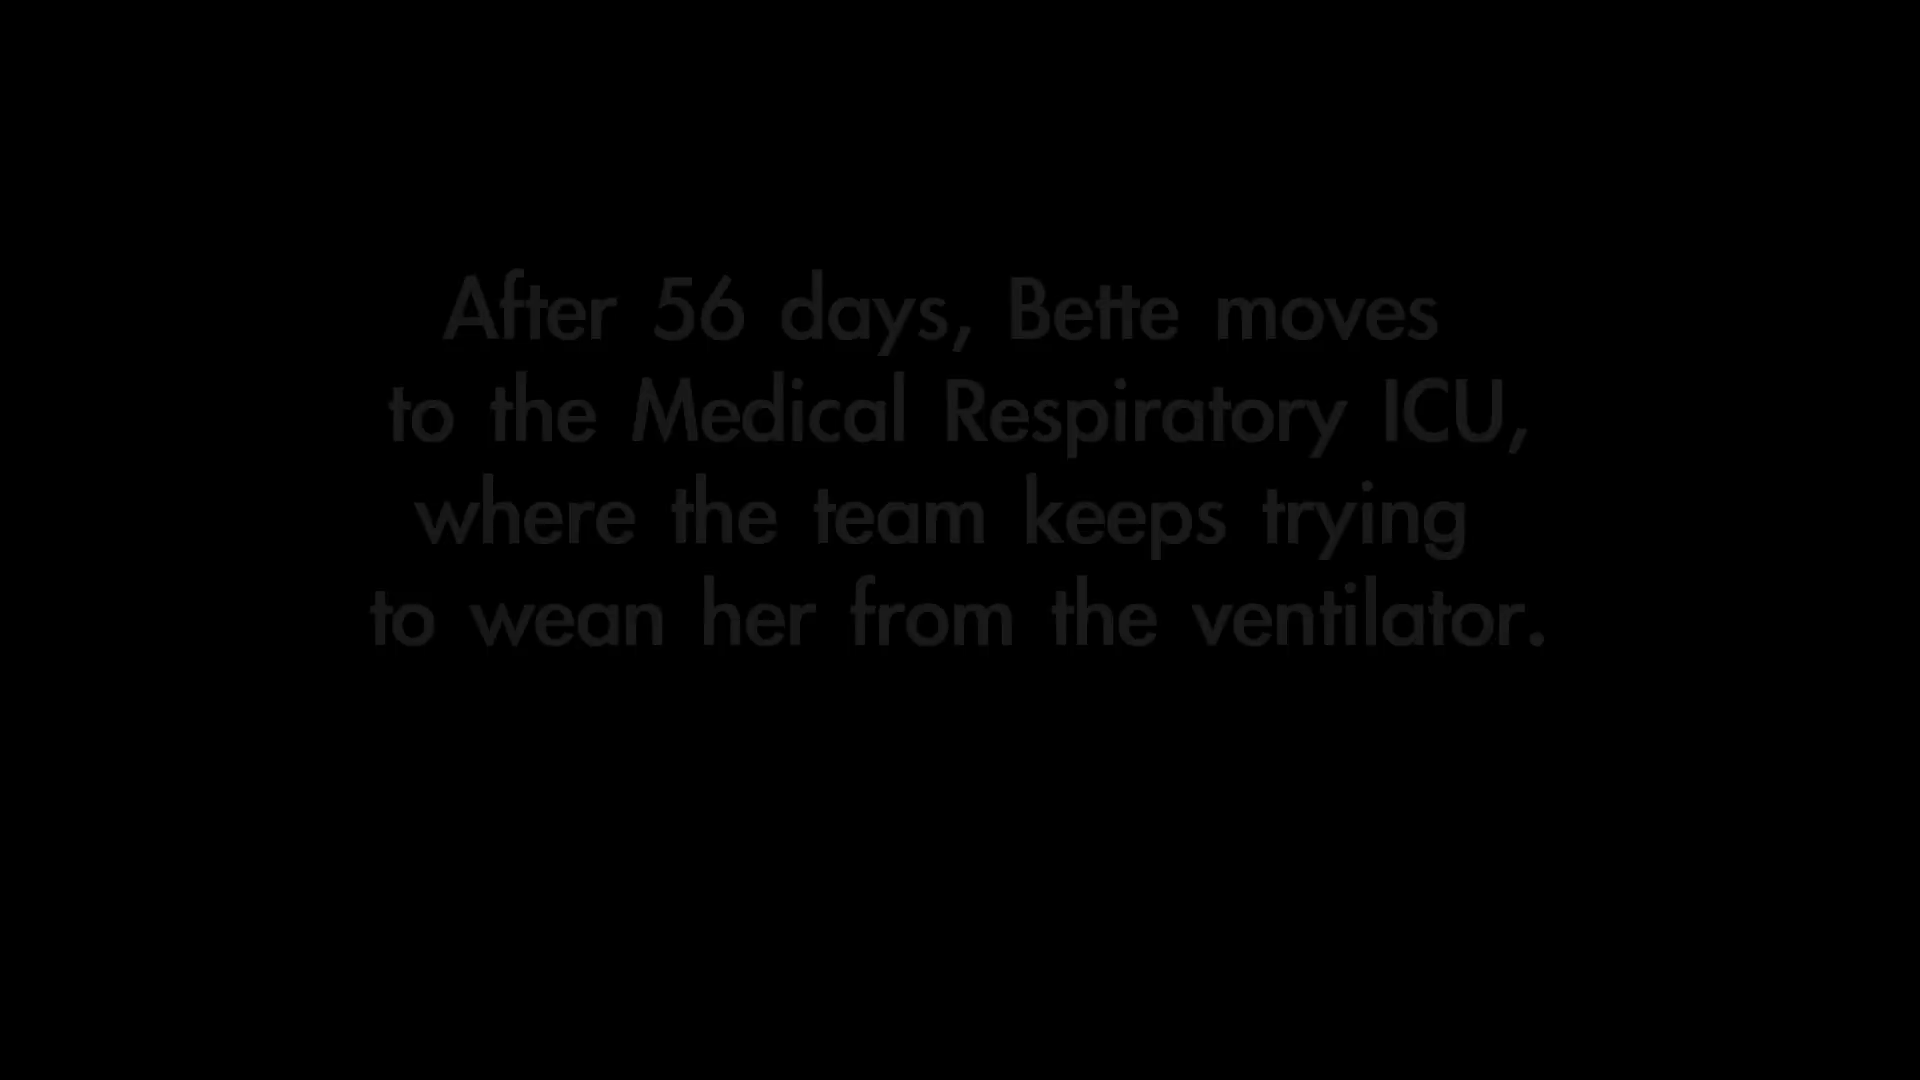 After 56 days, Bette moves
to the Medical Respiratory ICU,
where the team keeps trying
to wean her from the ventilator.